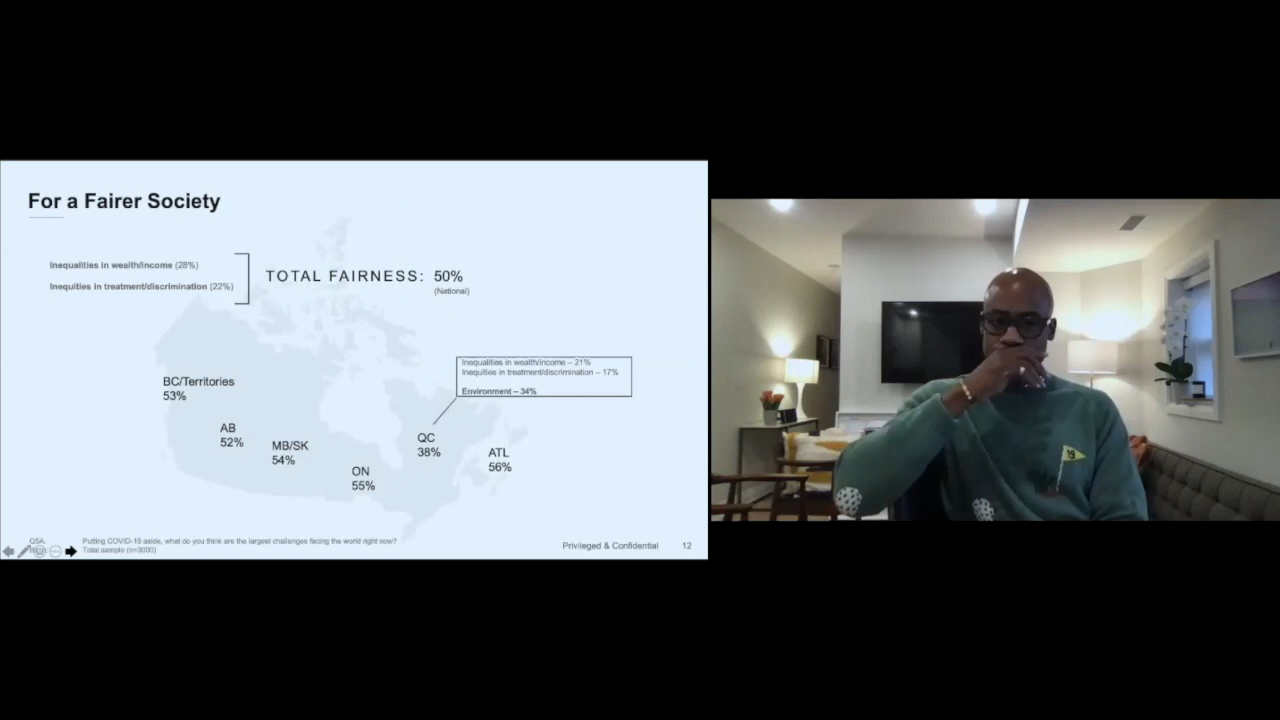 For a Fairer Society
Inequalities in wealth/income (28%)
Inequities in treatment/discrimination (22%)
TOTAL FAIRNESS: 50%
(National)
Inequalities in wealth/income – 21%
Inequities in treatment/discrimination – 17%
Environment – 34%
BC/Territories
53%
AB
52%
MB/SK
54%
ON
55%
QC
38%
ATL
56%
Q5A. Putting COVID-19 aside, what do you think are the largest challenges facing the world right now?
Total sample (n=3000)
Privileged & Confidential 12
19